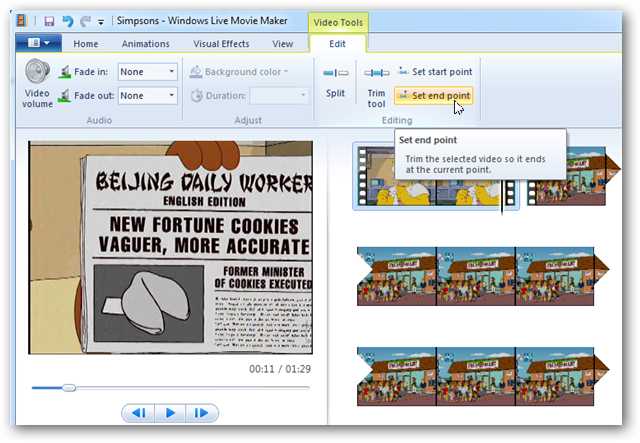 Simpsons - Windows Live Movie Maker
Video Tools
Home
Animations
Visual Effects
View
Edit
Video volume
Fade in: None
Fade out: None
Audio
Background color
Duration:
Adjust
Split
Trim tool
Set start point
Set end point
Editing
Set end point
Trim the selected video so it ends
at the current point.
BEIJING DAILY WORKER
ENGLISH EDITION
NEW FORTUNE COOKIES
VAGUER, MORE ACCURATE
FORMER MINISTER
OF COOKIES EXECUTED
00:11 / 01:29